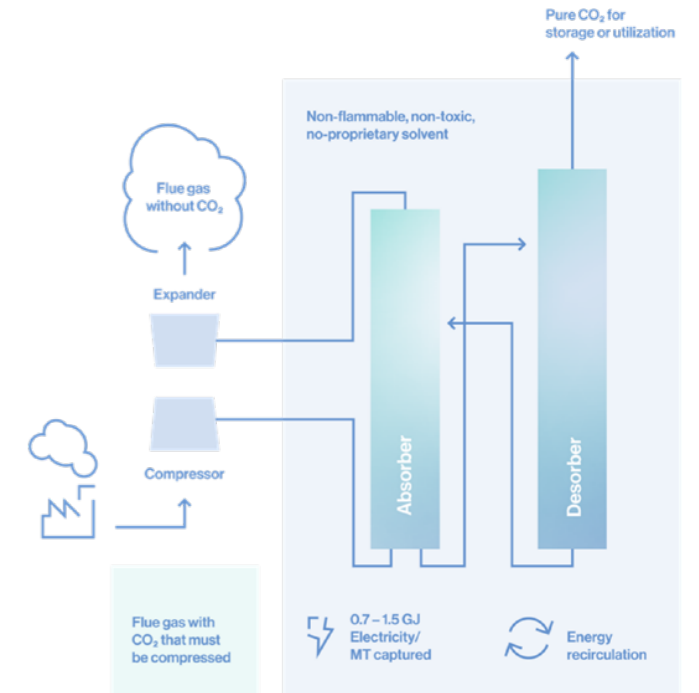 Pure CO₂ for
storage or utilization
Non-flammable, non-toxic,
no-proprietary solvent
Flue gas
without CO₂
Expander
Compressor
Absorber
Desorber
Flue gas with
CO₂ that must
be compressed
0.7 – 1.5 GJ
Electricity/
MT captured
Energy
recirculation